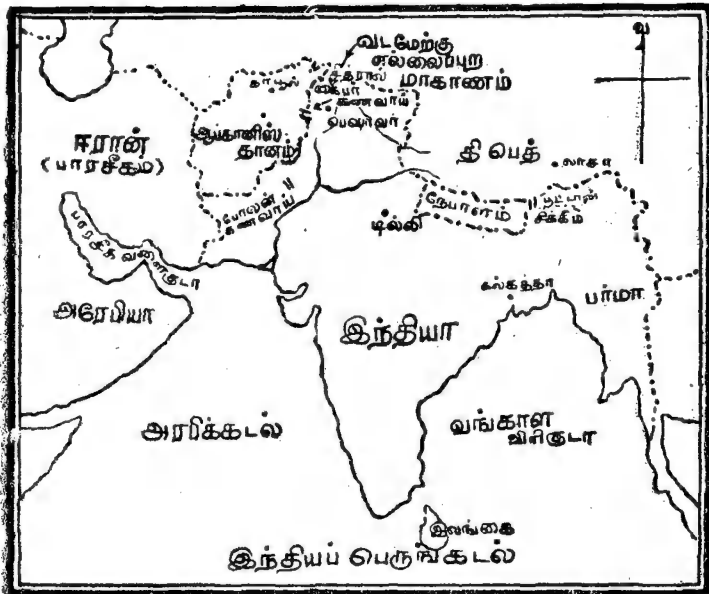 வ
வடமேற்கு
எல்லைப்புற
மாகாணம்
சித்ரால்
கைபர்
கணவாய்
பெஷாவர்
காபூல்
ஆப்கானிஸ்
தானம்
ஈரான்
(பாரசீகம்)
திபெத்
லாசா
போலன்
கணவாய்
நேபாளம்
பூட்டான்
சிக்கிம்
டில்லி
பாரசீக வளைகுடா
அரேபியா
கல்கத்தா
பர்மா
இந்தியா
அரபிக்கடல்
வங்காள
விரிகுடா
இலங்கை
இந்தியப் பெருங்கடல்